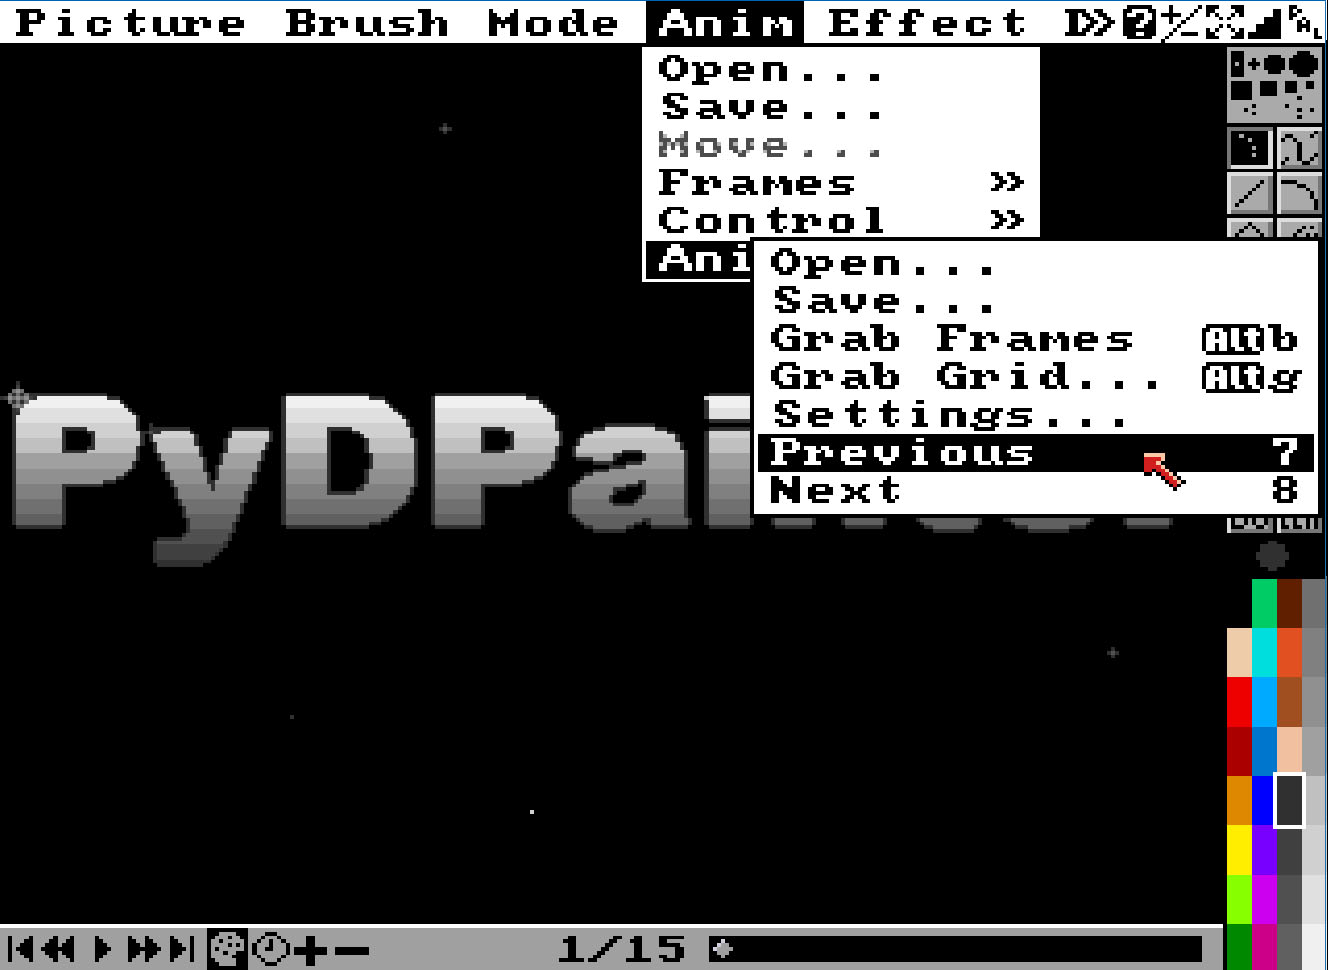 Picture Brush Mode Anim Effect D»
Open...
Save...
Move...
Frames »
Control »
Ani
Open...
Save...
Grab Frames Alt b
Grab Grid... Alt g
Settings...
Previous 7
Next 8
PyDPai
1/15